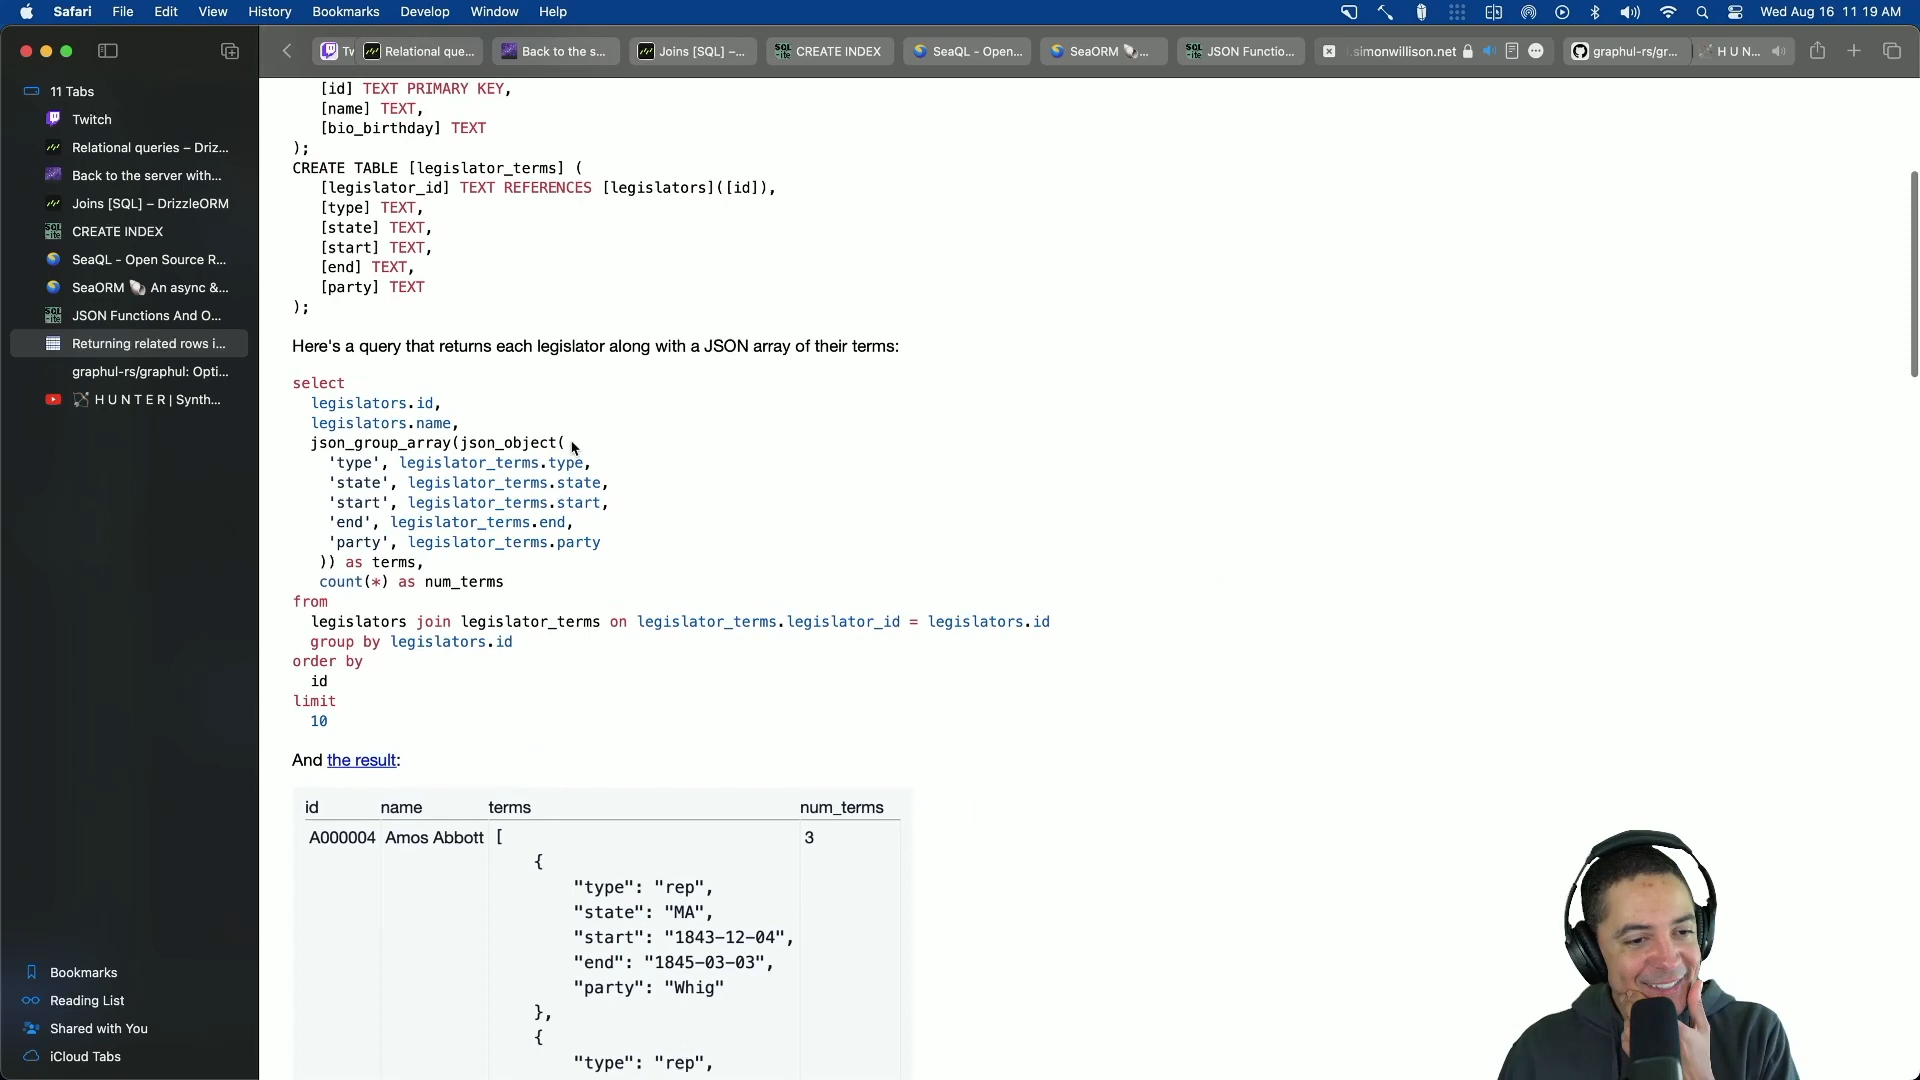 Safari File Edit View History Bookmarks Develop Window Help Wed Aug 16 11 19 AM
Tv Relational que... Back to the s... Joins [SQL] –... CREATE INDEX SeaQL - Open... SeaORM 🐚... JSON Functio... .simonwillison.net graphul-rs/gr... H U N...
11 Tabs
Twitch
Relational queries – Driz...
Back to the server with...
Joins [SQL] – DrizzleORM
CREATE INDEX
SeaQL - Open Source R...
SeaORM 🐚 An async &...
JSON Functions And O...
Returning related rows i...
graphul-rs/graphul: Opti...
H U N T E R | Synth...
Bookmarks
Reading List
Shared with You
iCloud Tabs
[id] TEXT PRIMARY KEY,
[name] TEXT,
[bio_birthday] TEXT
);
CREATE TABLE [legislator_terms] (
[legislator_id] TEXT REFERENCES [legislators]([id]),
[type] TEXT,
[state] TEXT,
[start] TEXT,
[end] TEXT,
[party] TEXT
);
Here's a query that returns each legislator along with a JSON array of their terms:
select
legislators.id,
legislators.name,
json_group_array(json_object(
'type', legislator_terms.type,
'state', legislator_terms.state,
'start', legislator_terms.start,
'end', legislator_terms.end,
'party', legislator_terms.party
)) as terms,
count(*) as num_terms
from
legislators join legislator_terms on legislator_terms.legislator_id = legislators.id
group by legislators.id
order by
id
limit
10
And the result:
id name terms num_terms
A000004 Amos Abbott [ 3
{
"type": "rep",
"state": "MA",
"start": "1843-12-04",
"end": "1845-03-03",
"party": "Whig"
},
{
"type": "rep",